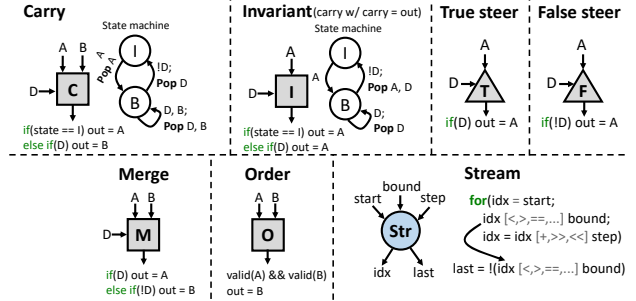 Carry
State machine
A B
D
C
I
A
Pop A
!D;
Pop D
B
D, B;
Pop D, B
if(state == I) out = A
else if(D) out = B
Invariant (carry w/ carry = out)
State machine
A
D
I
I
A
!D;
Pop A, D
B
D;
Pop D
if(state == I) out = A
else if(D) out = A
True steer
A
D
T
if(D) out = A
False steer
A
D
F
if(!D) out = A
Merge
A B
D
M
if(D) out = A
else if(!D) out = B
Order
A B
O
valid(A) && valid(B)
out = B
Stream
bound
start
step
Str
idx
last
for(idx = start;
idx [<,>,==,...] bound;
idx = idx [+,>>,<<] step)
last = !(idx [<,>,==,...] bound)